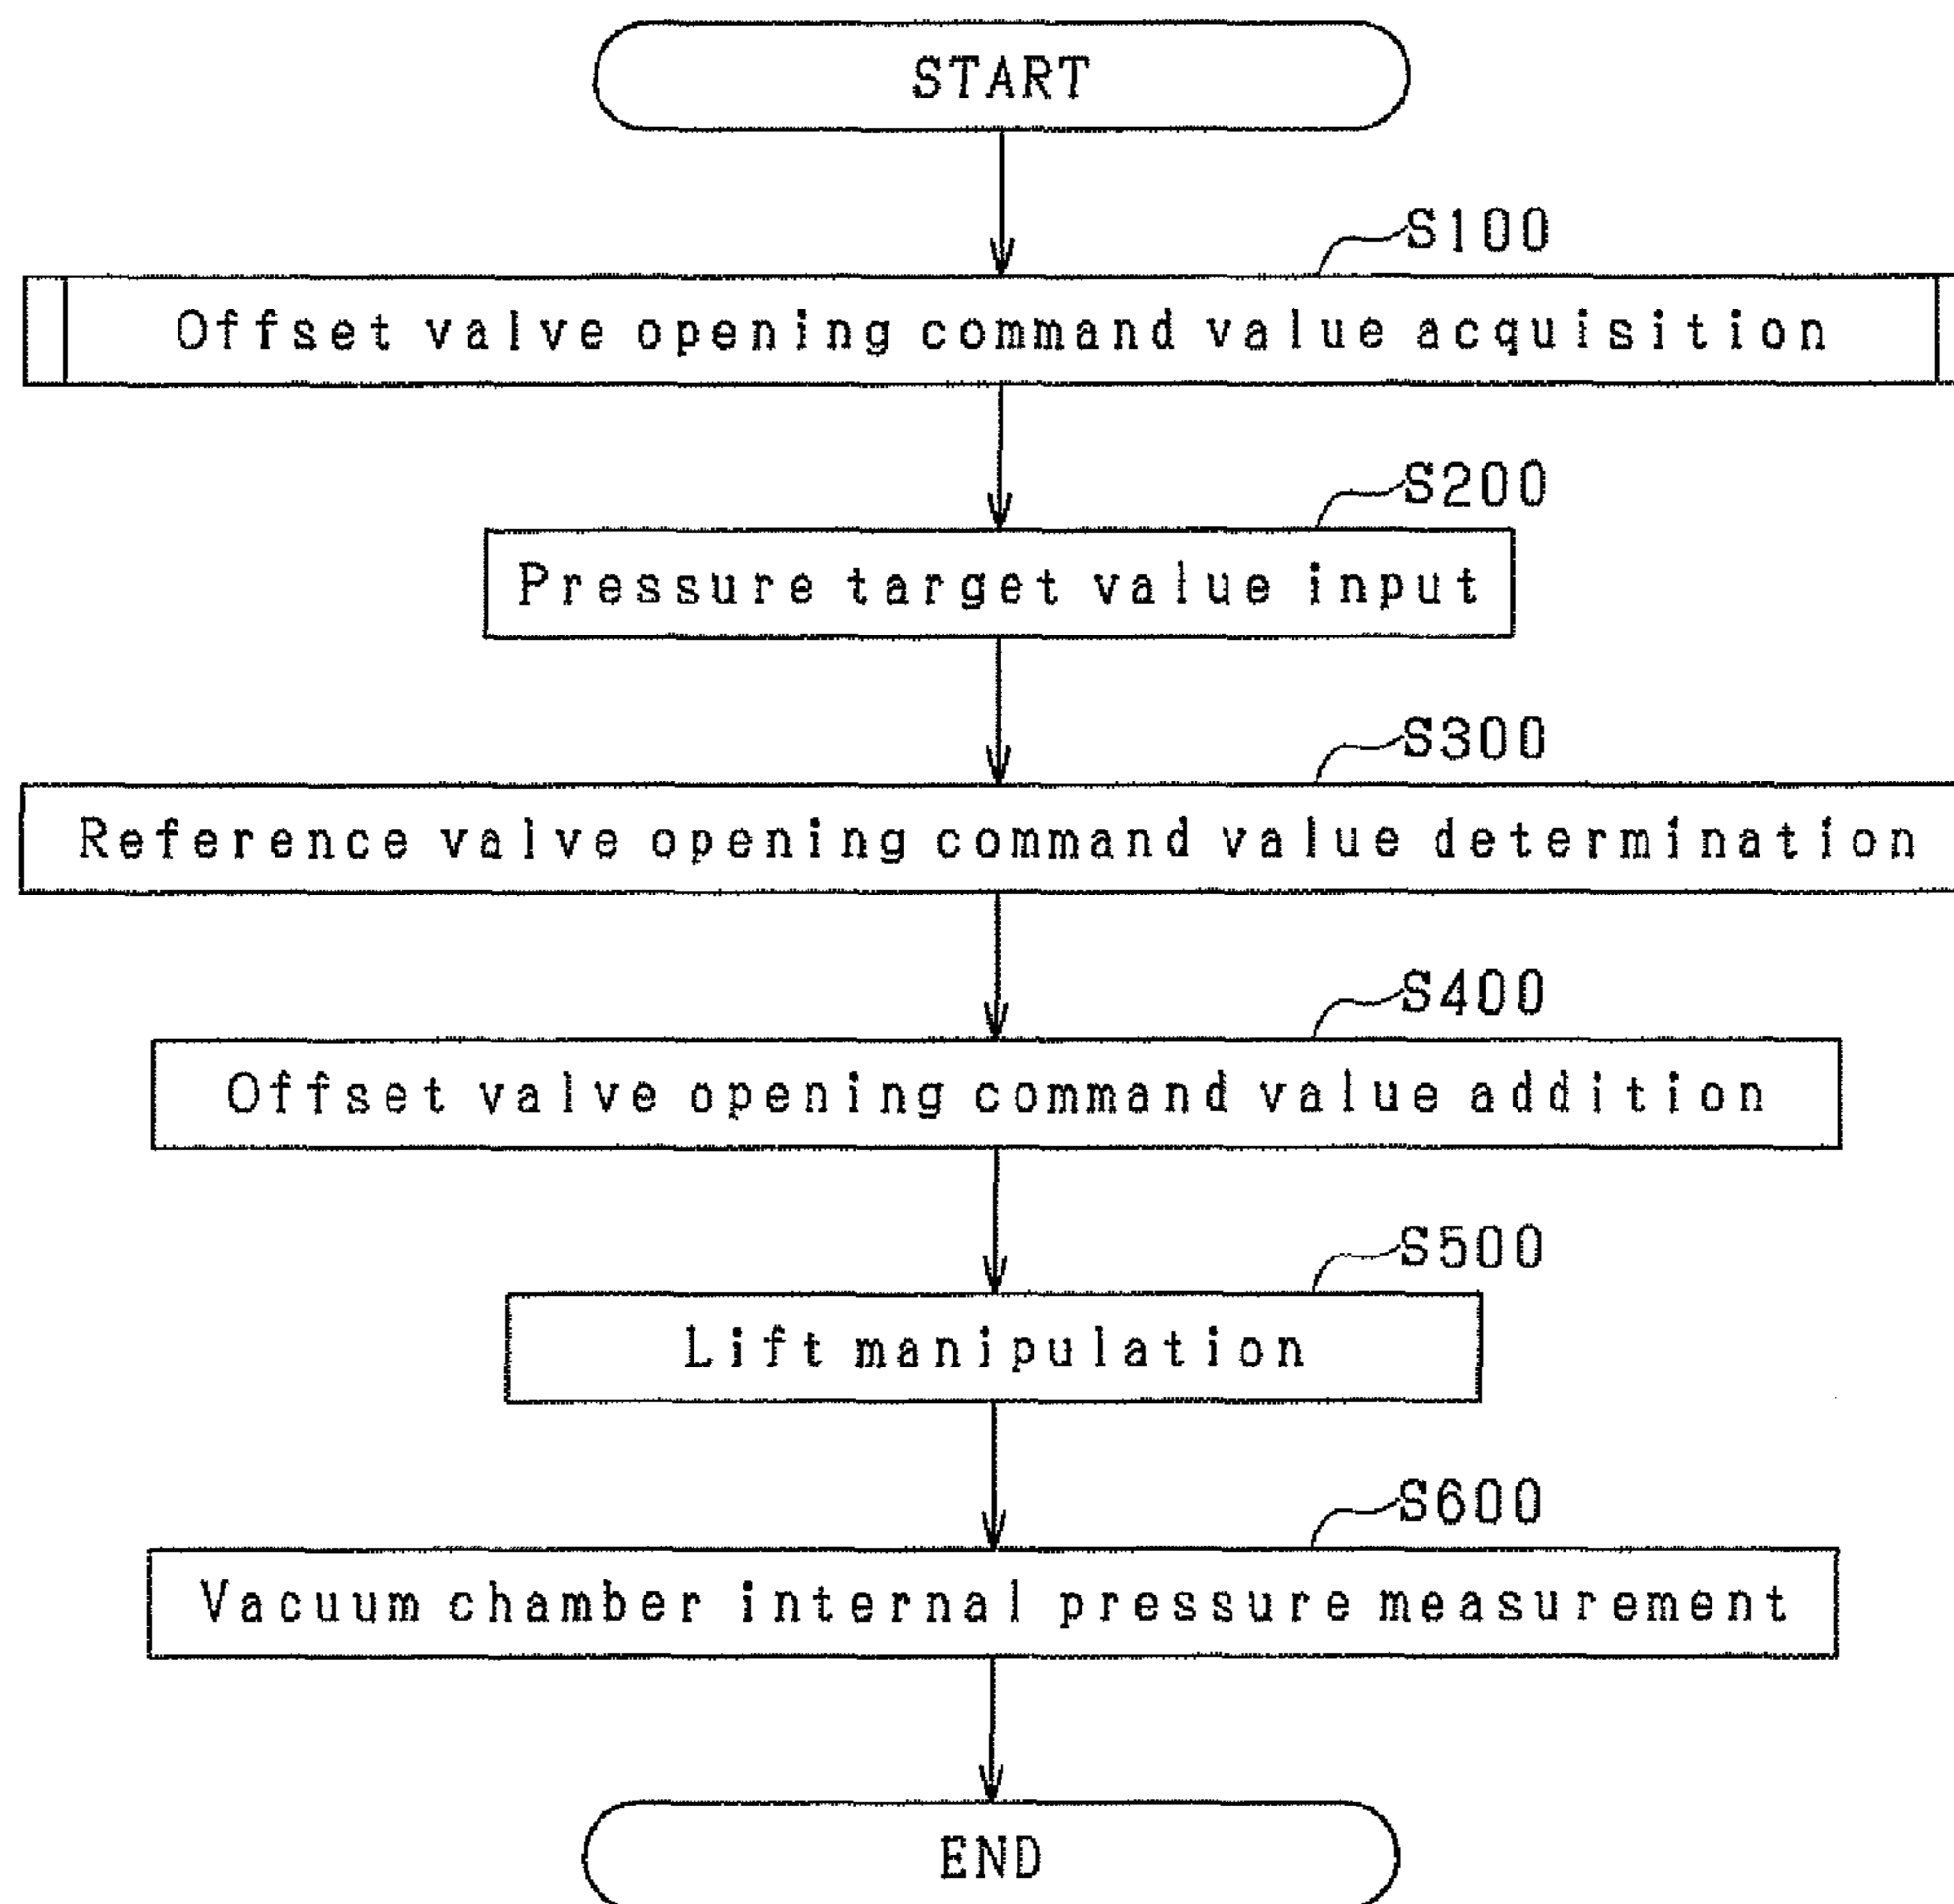 START
S100
Offset valve opening command value acquisition
S200
Pressure target value input
S300
Reference valve opening command value determination
S400
Offset valve opening command value addition
S500
Lift manipulation
S600
Vacuum chamber internal pressure measurement
END